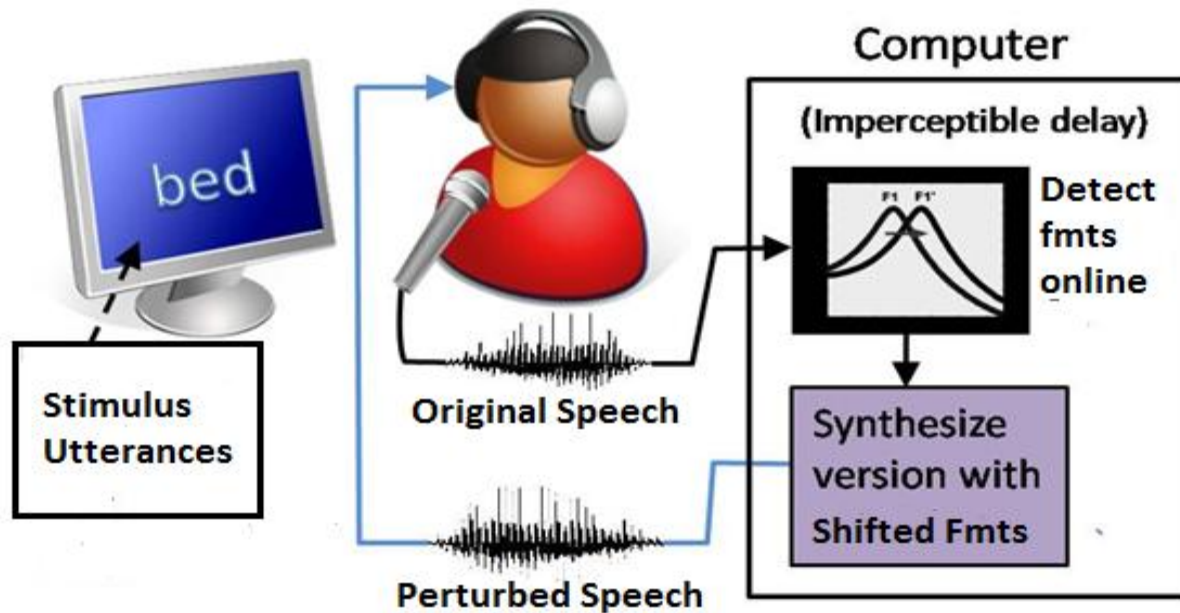 bed
Stimulus
Utterances
Original Speech
Perturbed Speech
Computer
(Imperceptible delay)
F1 F1'
Detect
fmts
online
Synthesize
version with
Shifted Fmts